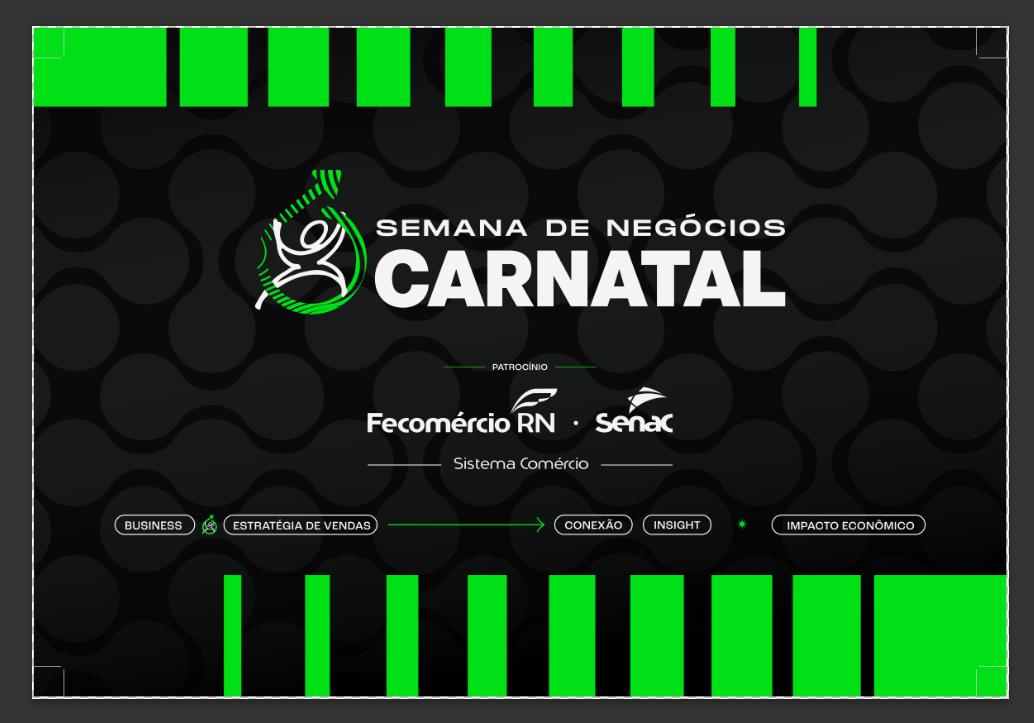 SEMANA DE NEGÓCIOS
CARNATAL
PATROCÍNIO
Fecomércio RN · Senac
Sistema Comércio
BUSINESS ESTRATÉGIA DE VENDAS CONEXÃO INSIGHT IMPACTO ECONÔMICO